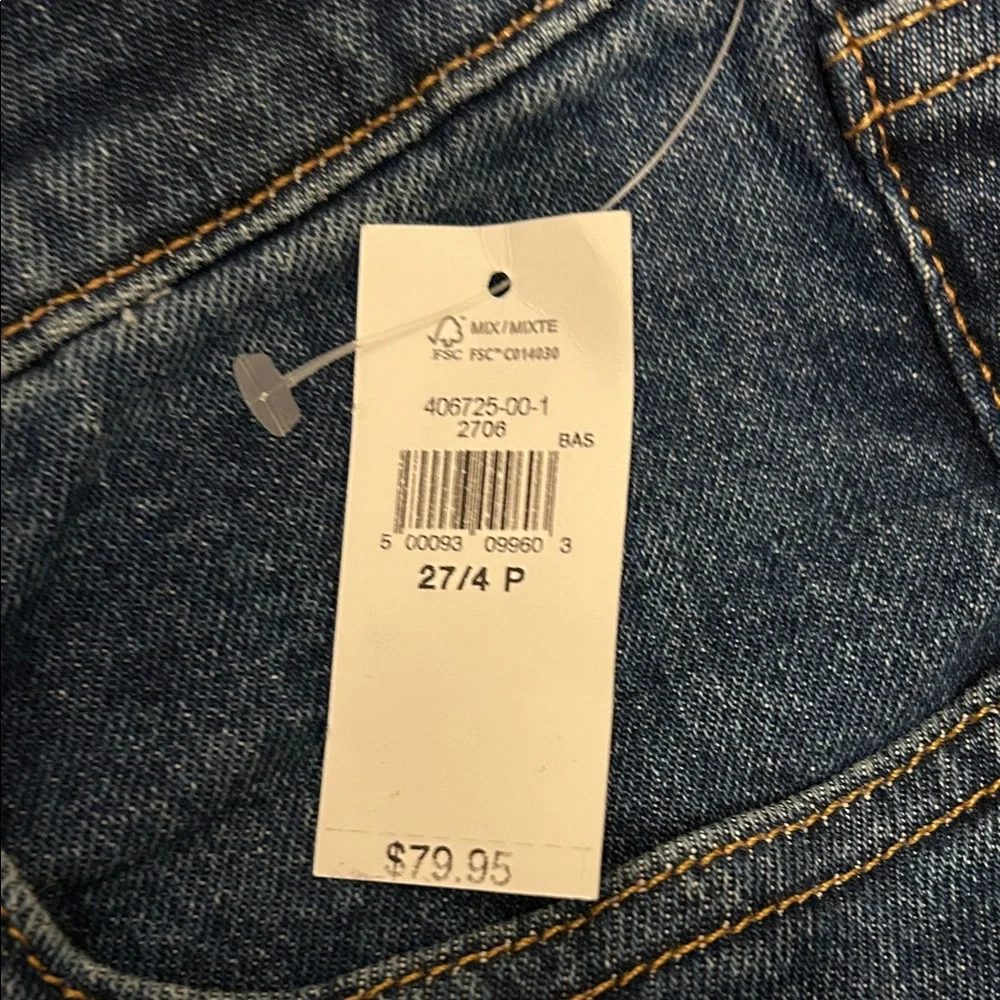 MIX/MIXTE
FSC FSC™ C014030
406725-00-1
2706
BAS
5 00093 09960 3
27/4 P
$79.95